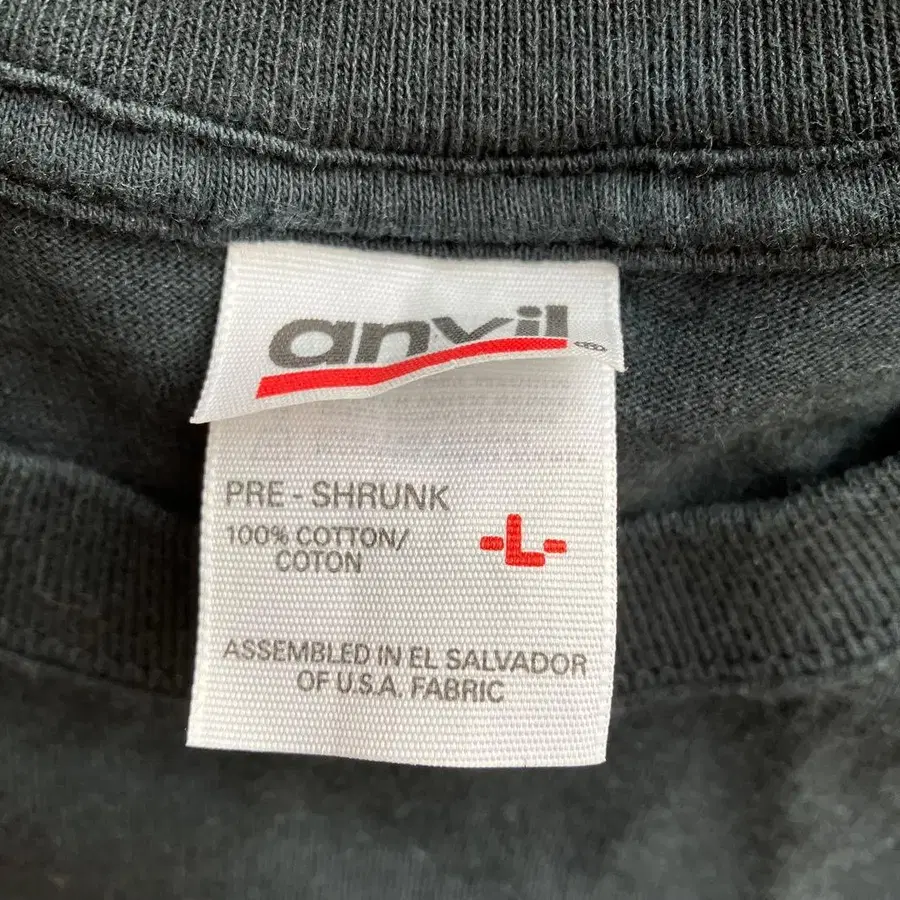 anvil
PRE - SHRUNK
100% COTTON/
COTON
-L-
ASSEMBLED IN EL SALVADOR
OF U.S.A. FABRIC